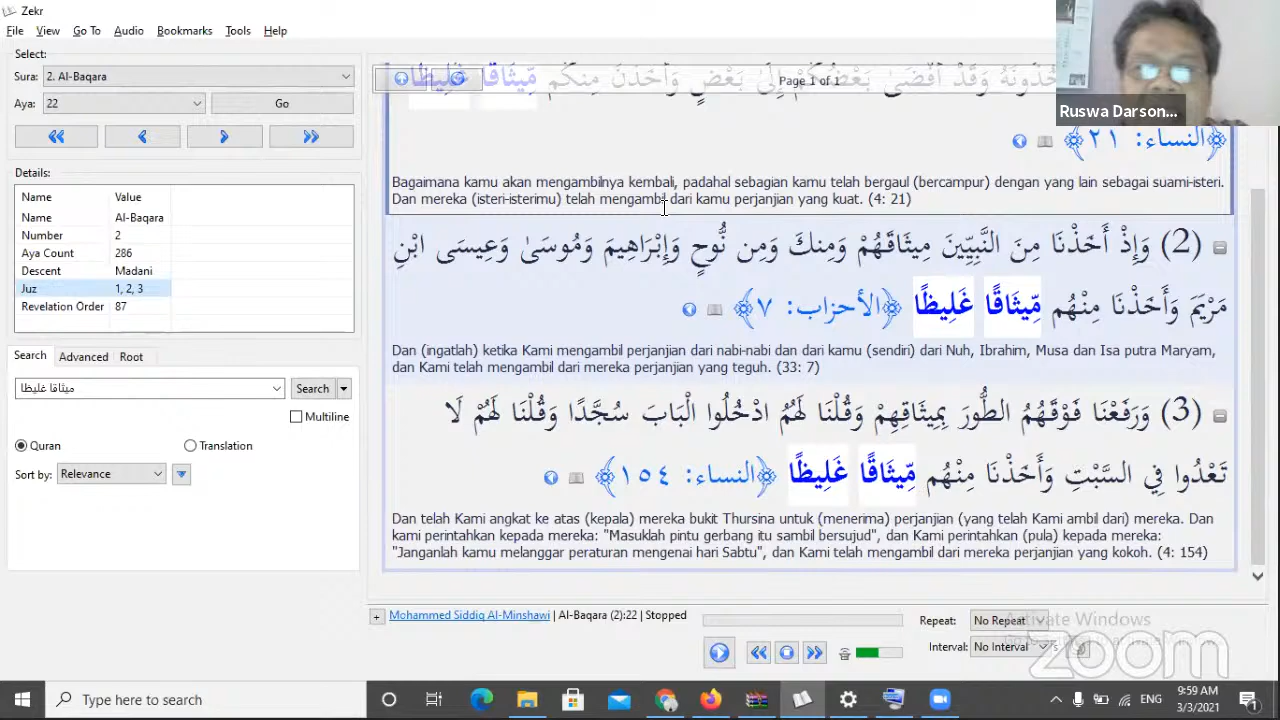 Zekr
File View Go To Audio Bookmarks Tools Help
Select:
Sura: 2. Al-Baqara
Aya: 22 Go
Details:
Name Value
Name Al-Baqara
Number 2
Aya Count 286
Descent Madani
Juz 1, 2, 3
Revelation Order 87
Search Advanced Root
ميثاقا غليظا Search
Multiline
Quran Translation
Sort by: Relevance
Page 1 of 1
وَقَدْ أَفْضَىٰ بَعْضُكُمْ إِلَىٰ بَعْضٍ وَأَخَذْنَ مِنكُم مِّيثَاقًا غَلِيظًا
﴿النساء: ٢١﴾
Bagaimana kamu akan mengambilnya kembali, padahal sebagian kamu telah bergaul (bercampur) dengan yang lain sebagai suami-isteri.
Dan mereka (isteri-isterimu) telah mengambil dari kamu perjanjian yang kuat. (4: 21)
(2) وَإِذْ أَخَذْنَا مِنَ النَّبِيِّينَ مِيثَاقَهُمْ وَمِنكَ وَمِن نُّوحٍ وَإِبْرَاهِيمَ وَمُوسَىٰ وَعِيسَى ابْنِ
مَرْيَمَ وَأَخَذْنَا مِنْهُم مِّيثَاقًا غَلِيظًا ﴿الأحزاب: ٧﴾
Dan (ingatlah) ketika Kami mengambil perjanjian dari nabi-nabi dan dari kamu (sendiri) dari Nuh, Ibrahim, Musa dan Isa putra Maryam,
dan Kami telah mengambil dari mereka perjanjian yang teguh. (33: 7)
(3) وَرَفَعْنَا فَوْقَهُمُ الطُّورَ بِمِيثَاقِهِمْ وَقُلْنَا لَهُمُ ادْخُلُوا الْبَابَ سُجَّدًا وَقُلْنَا لَهُمْ لَا
تَعْدُوا فِي السَّبْتِ وَأَخَذْنَا مِنْهُم مِّيثَاقًا غَلِيظًا ﴿النساء: ١٥٤﴾
Dan telah Kami angkat ke atas (kepala) mereka bukit Thursina untuk (menerima) perjanjian (yang telah Kami ambil dari) mereka. Dan
kami perintahkan kepada mereka: "Masuklah pintu gerbang itu sambil bersujud", dan Kami perintahkan (pula) kepada mereka:
"Janganlah kamu melanggar peraturan mengenai hari Sabtu", dan Kami telah mengambil dari mereka perjanjian yang kokoh. (4: 154)
Mohammed Siddiq Al-Minshawi | Al-Baqara (2):22 | Stopped
Repeat: No Repeat
Interval: No Interval
Activate Windows
zoom
Ruswa Darson...
Type here to search
ENG
9:59 AM
3/3/2021
1